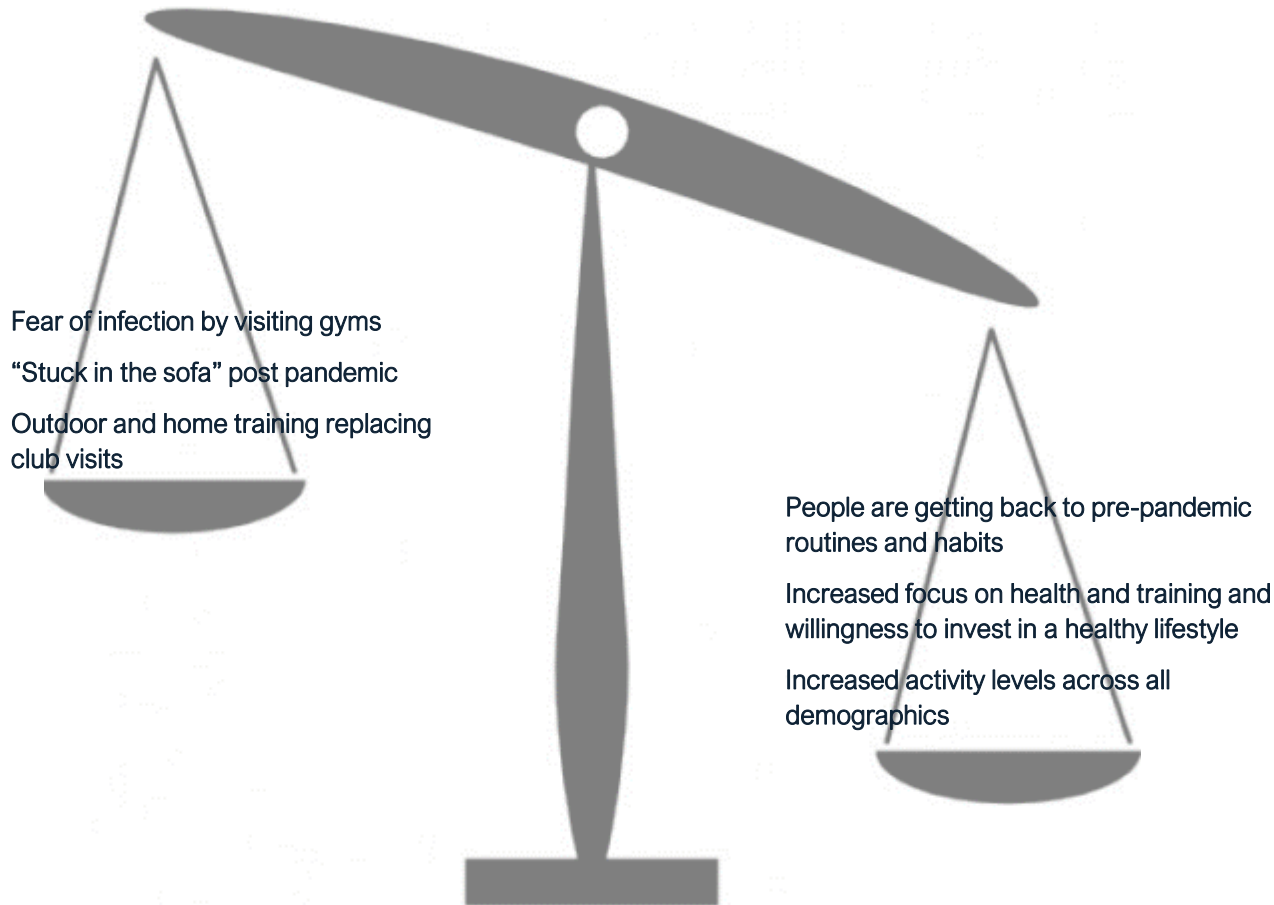 Fear of infection by visiting gyms
“Stuck in the sofa” post pandemic
Outdoor and home training replacing
club visits
People are getting back to pre-pandemic
routines and habits
Increased focus on health and training and
willingness to invest in a healthy lifestyle
Increased activity levels across all
demographics